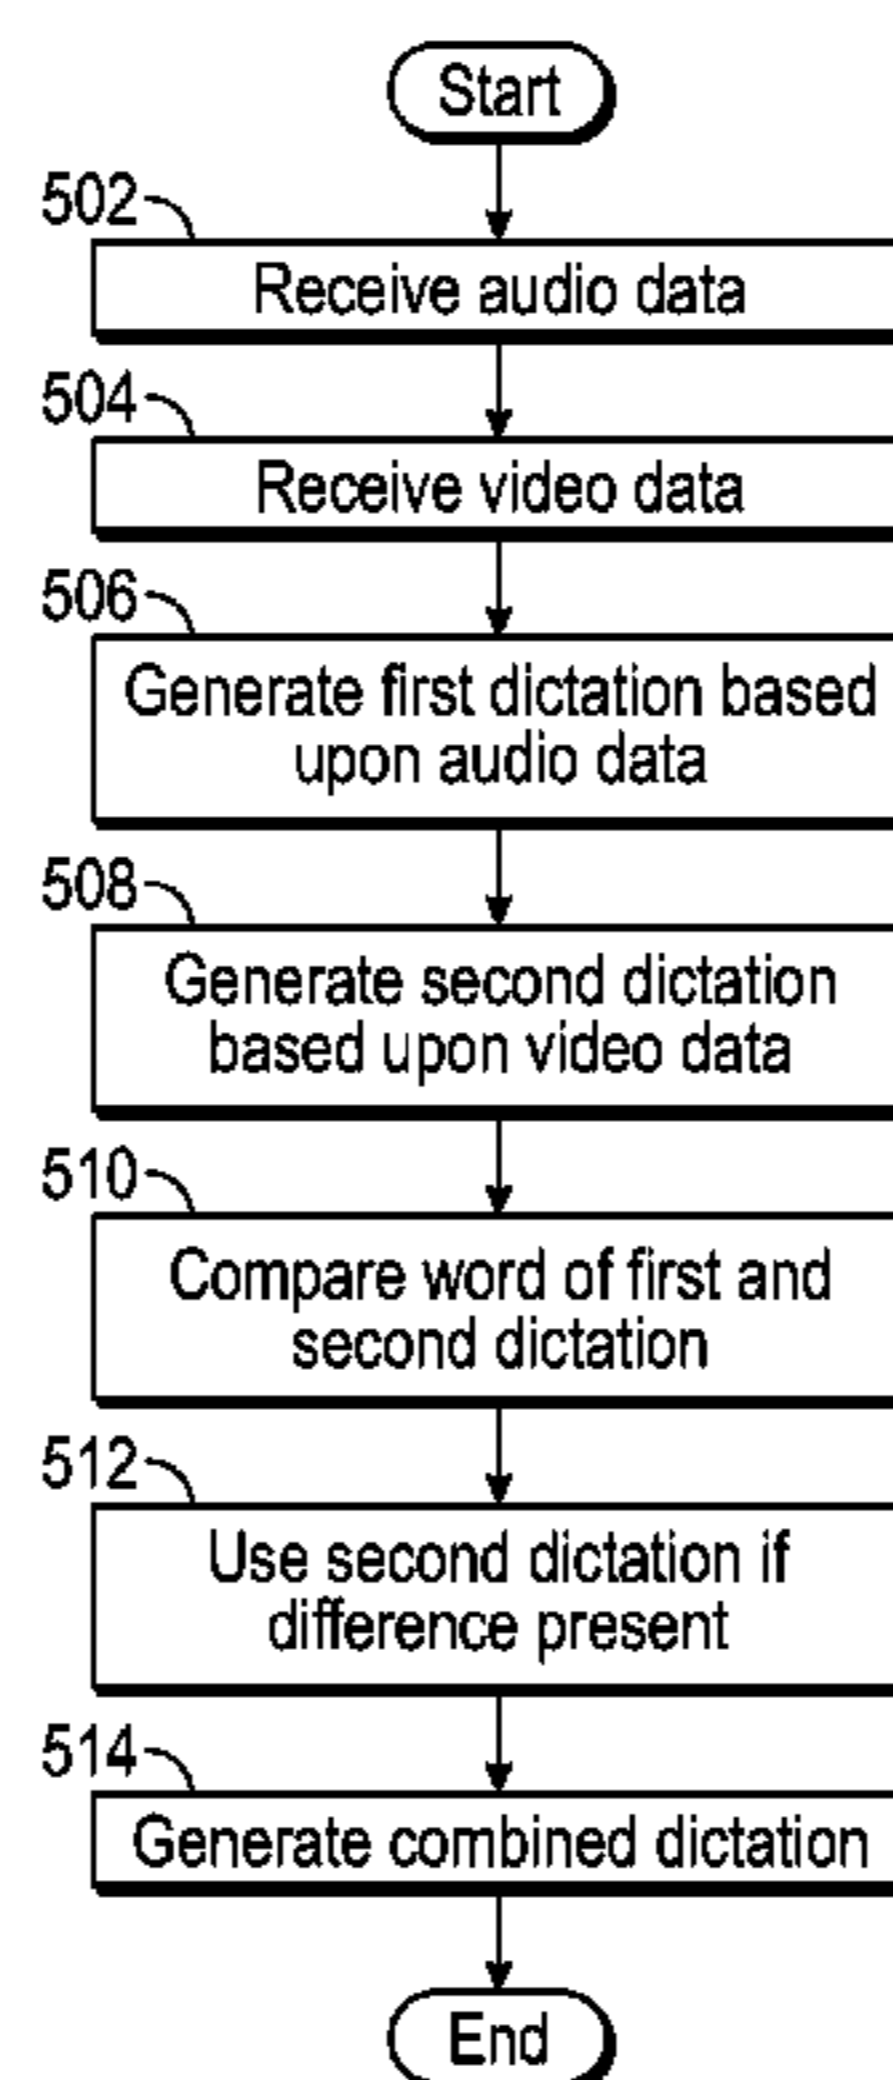 Start
502
Receive audio data
504
Receive video data
506
Generate first dictation based
upon audio data
508
Generate second dictation
based upon video data
510
Compare word of first and
second dictation
512
Use second dictation if
difference present
514
Generate combined dictation
End